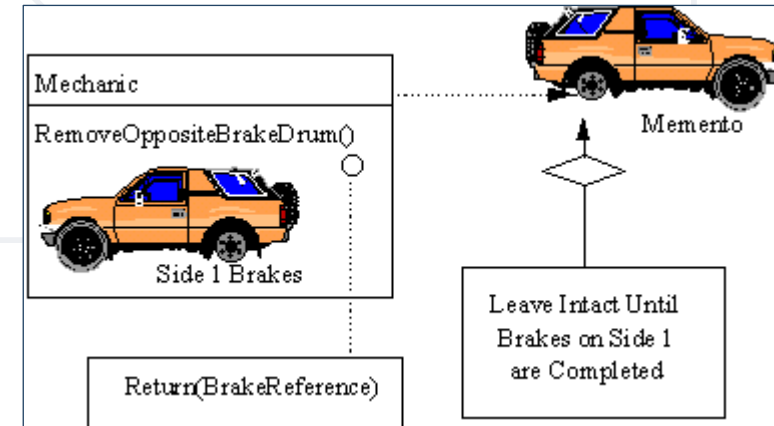 Mechanic
RemoveOppositeBrakeDrum()
Side 1 Brakes
Return(BrakeReference)
Memento
Leave Intact Until
Brakes on Side 1
are Completed